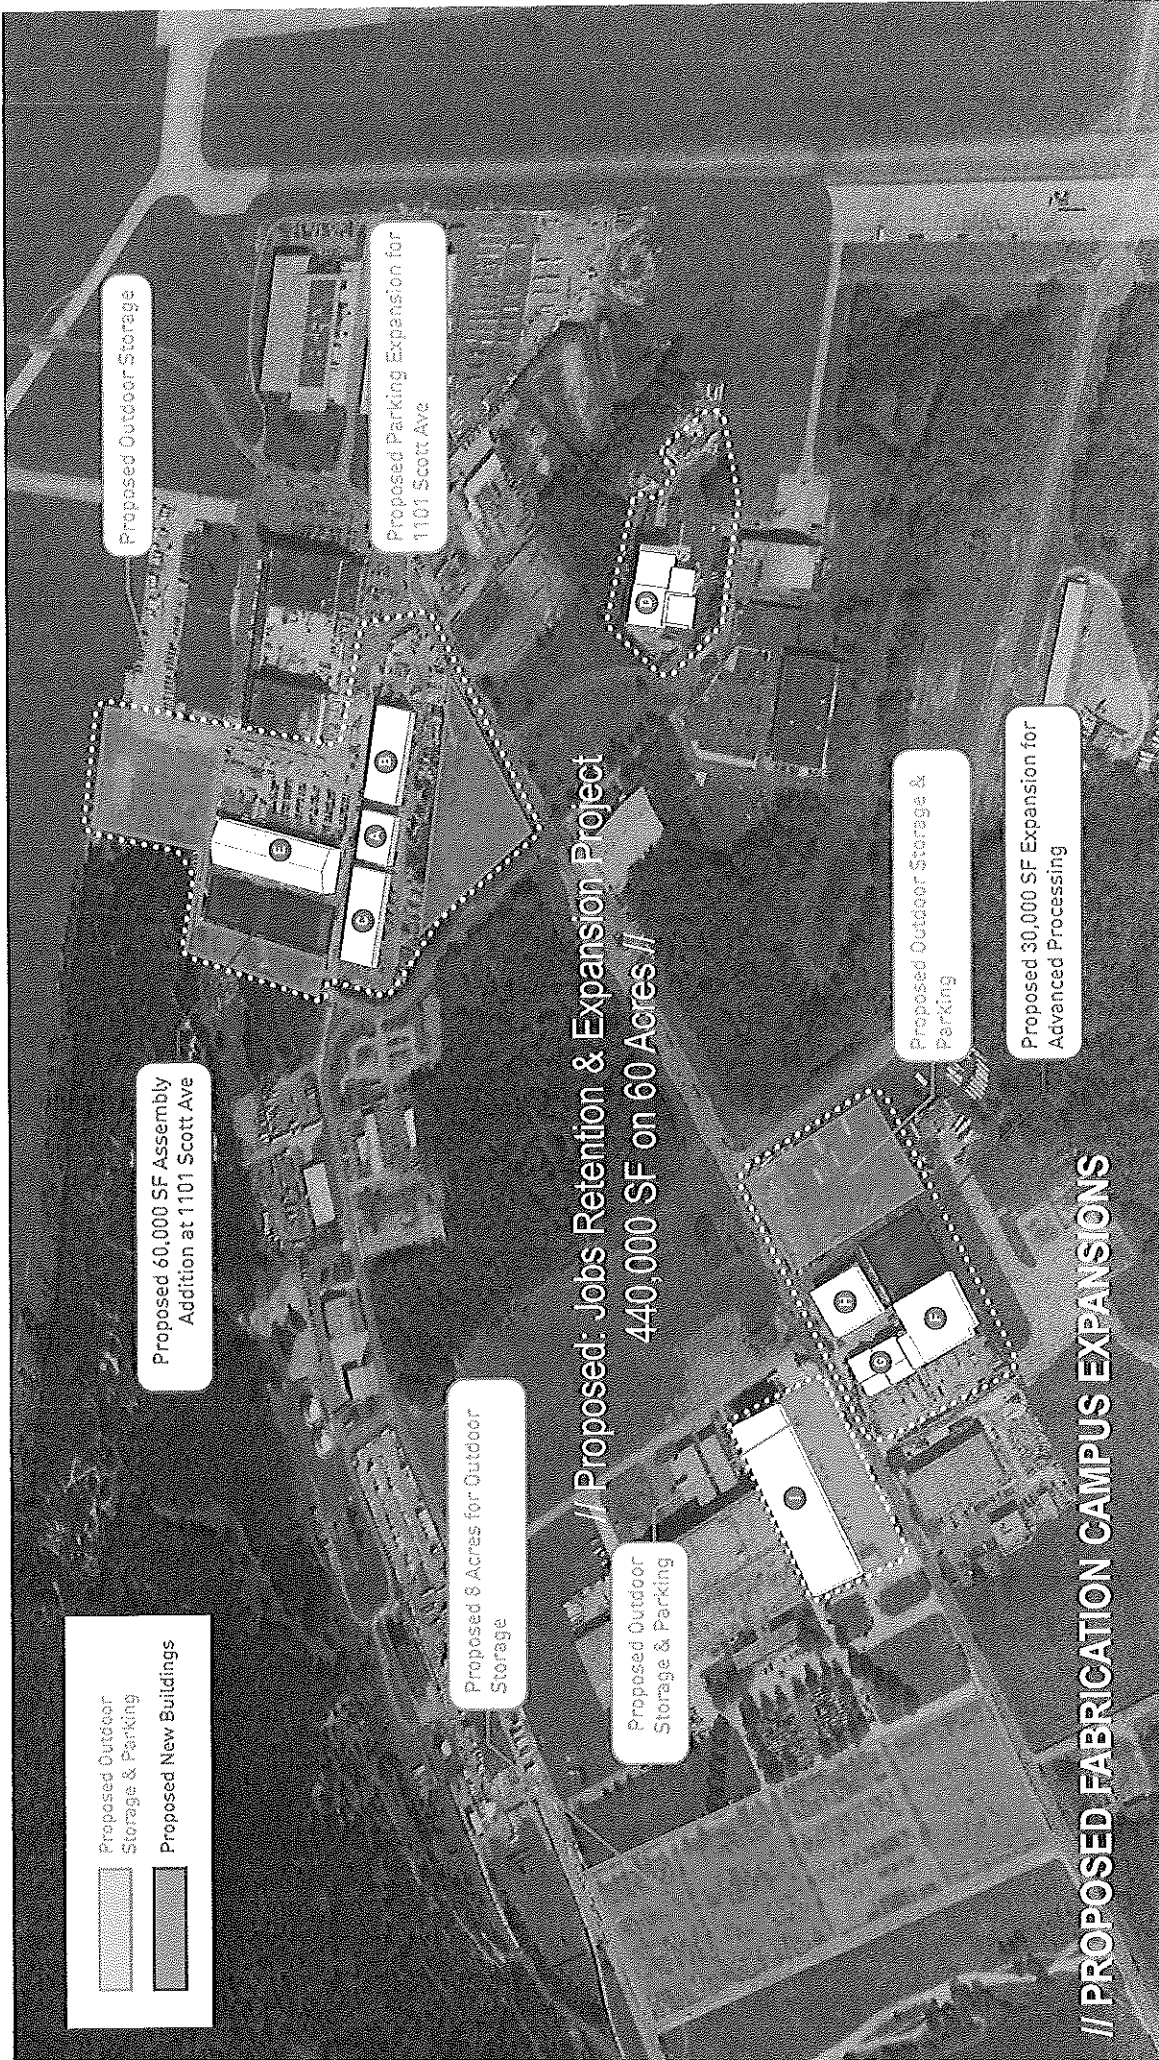 Proposed Outdoor
Storage & Parking
Proposed New Buildings
Proposed 60,000 SF Assembly
Addition at 1101 Scott Ave
Proposed Outdoor Storage
Proposed Parking Expansion for
1101 Scott Ave
E
C
A
B
D
Proposed 8 Acres for Outdoor
Storage
// Proposed: Jobs Retention & Expansion Project
440,000 SF on 60 Acres //
Proposed Outdoor
Storage & Parking
I
H
G
F
Proposed Outdoor Storage &
Parking
Proposed 30,000 SF Expansion for
Advanced Processing
// PROPOSED FABRICATION CAMPUS EXPANSIONS